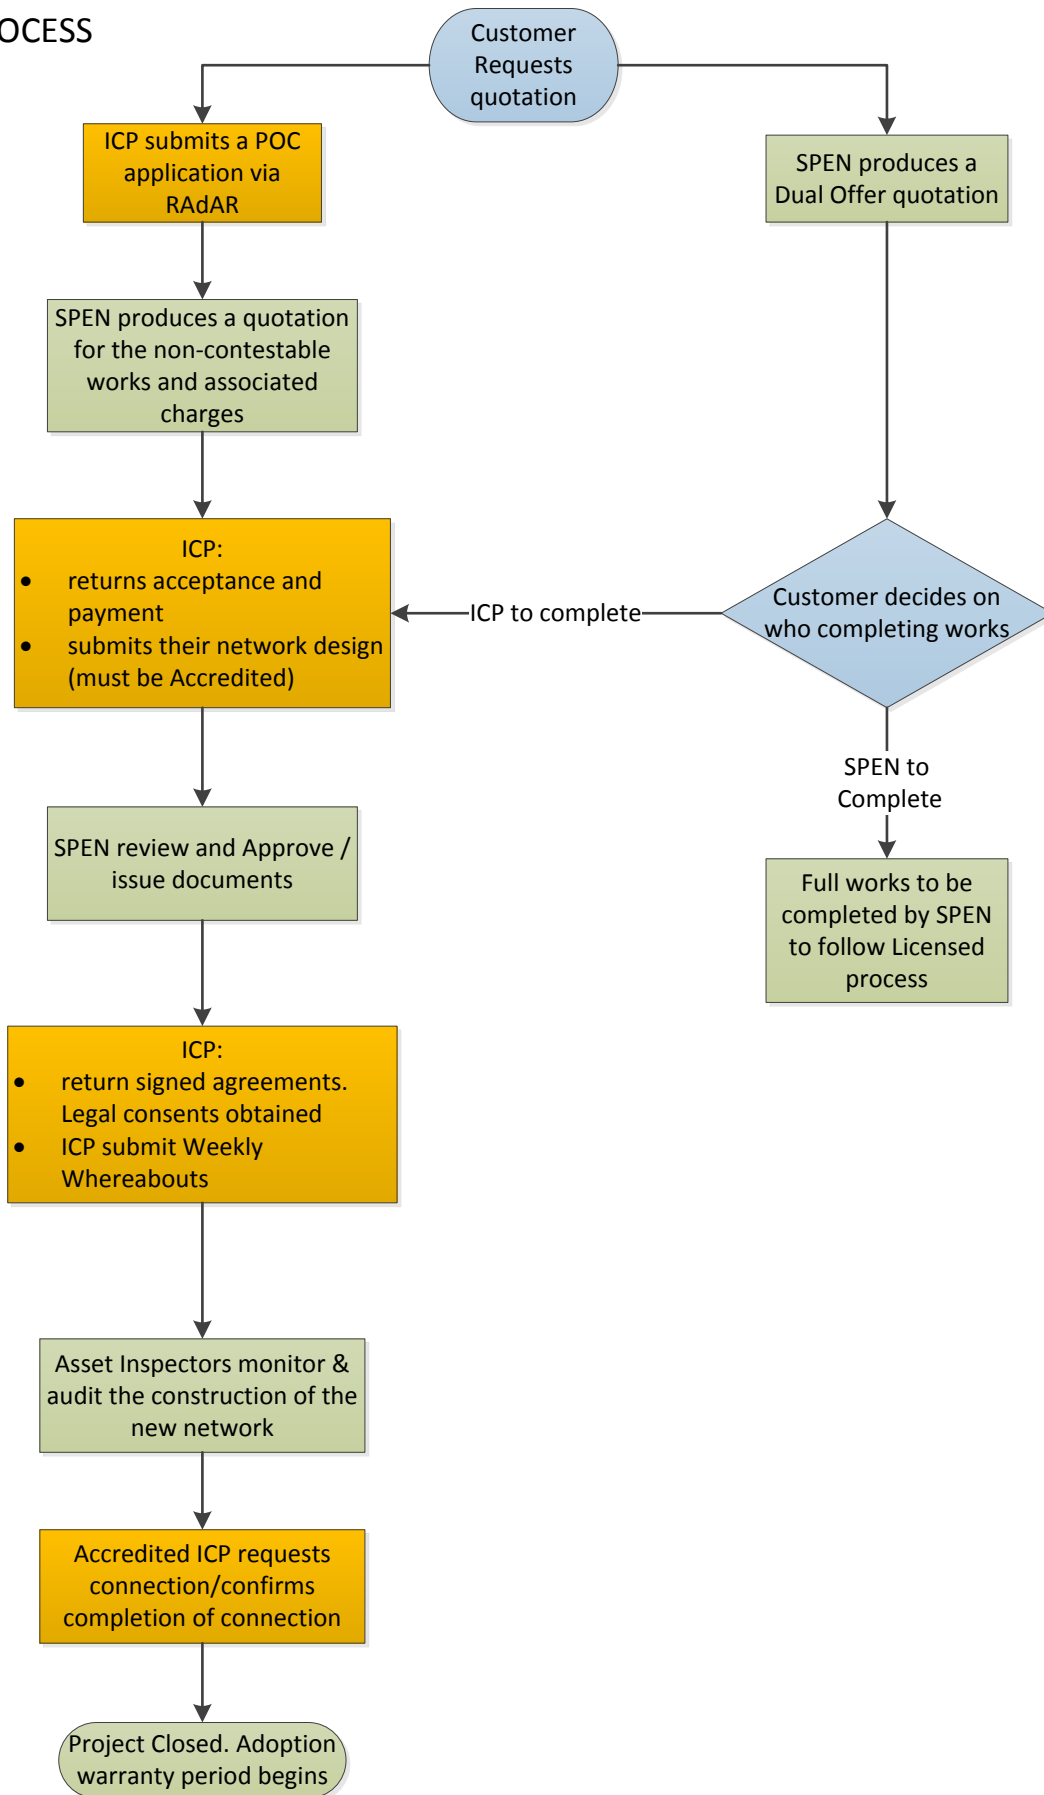 OCESS
Customer
Requests
quotation
ICP submits a POC
application via
RAdAR
SPEN produces a
Dual Offer quotation
SPEN produces a quotation
for the non-contestable
works and associated
charges
ICP:
• returns acceptance and
payment
• submits their network design
(must be Accredited)
ICP to complete
Customer decides on
who completing works
SPEN to
Complete
SPEN review and Approve /
issue documents
Full works to be
completed by SPEN
to follow Licensed
process
ICP:
• return signed agreements.
Legal consents obtained
• ICP submit Weekly
Whereabouts
Asset Inspectors monitor &
audit the construction of the
new network
Accredited ICP requests
connection/confirms
completion of connection
Project Closed. Adoption
warranty period begins